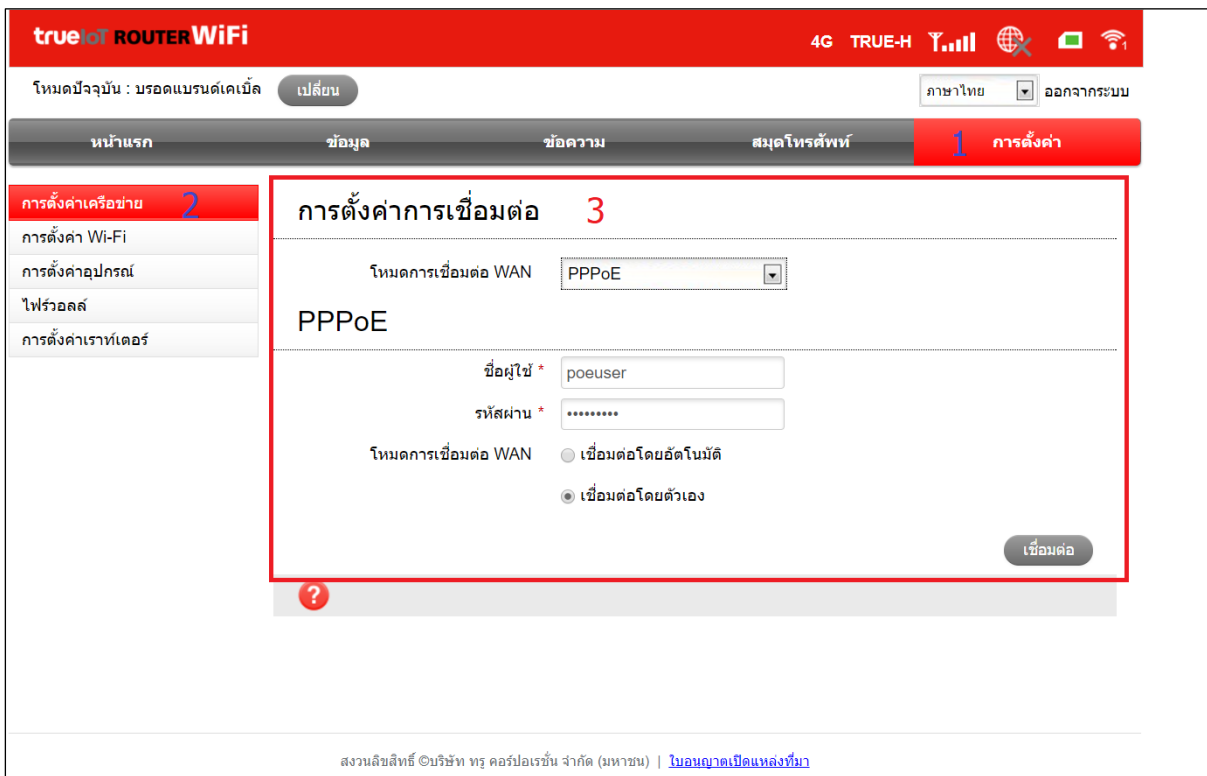 trueIoT ROUTER WiFi
4G TRUE-H 1
โหมดปัจจุบัน : บรอดแบรนด์เคเบิ้ล เปลี่ยน ภาษาไทย ออกจากระบบ
หน้าแรก ข้อมูล ข้อความ สมุดโทรศัพท์ 1 การตั้งค่า
การตั้งค่าเครือข่าย 2
การตั้งค่า Wi-Fi
การตั้งค่าอุปกรณ์
ไฟร์วอลล์
การตั้งค่าเราท์เตอร์
การตั้งค่าการเชื่อมต่อ 3
โหมดการเชื่อมต่อ WAN PPPoE
PPPoE
ชื่อผู้ใช้ * poeuser
รหัสผ่าน * •••••••••
โหมดการเชื่อมต่อ WAN เชื่อมต่อโดยอัตโนมัติ
เชื่อมต่อโดยตัวเอง
เชื่อมต่อ
?
สงวนลิขสิทธิ์ ©บริษัท ทรู คอร์ปอเรชั่น จำกัด (มหาชน) | ใบอนุญาตเปิดแหล่งที่มา